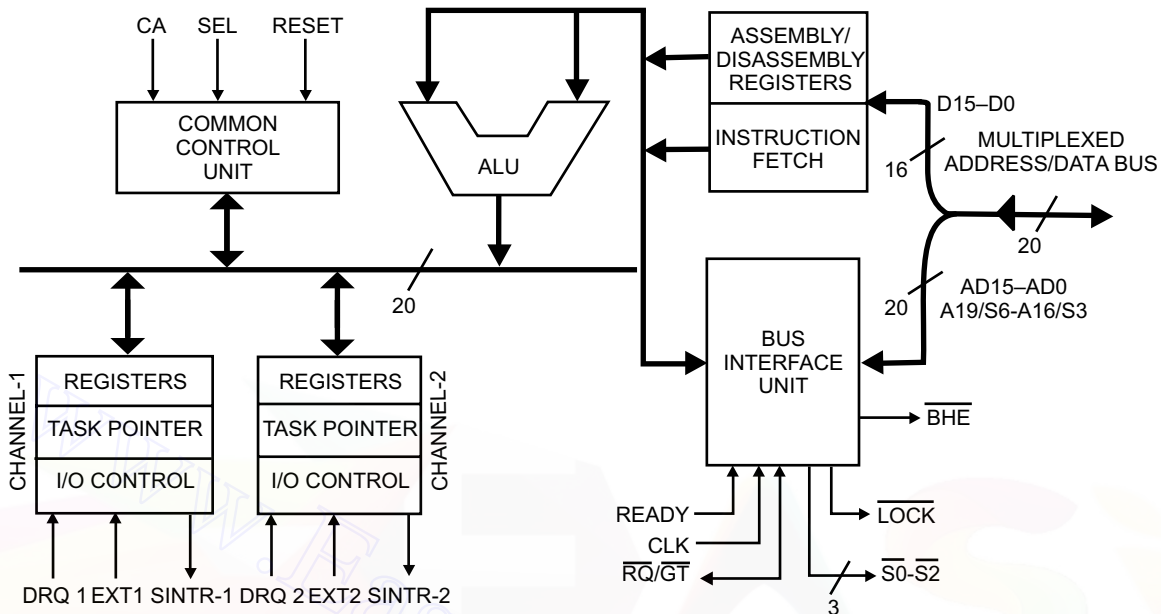 CA SEL RESET
COMMON
CONTROL
UNIT
ALU
ASSEMBLY/
DISASSEMBLY
REGISTERS
INSTRUCTION
FETCH
D15–D0
16
MULTIPLEXED
ADDRESS/DATA BUS
20
20
AD15–AD0
A19/S6-A16/S3
20
CHANNEL-1
REGISTERS
TASK POINTER
I/O CONTROL
REGISTERS
TASK POINTER
I/O CONTROL
CHANNEL-2
BUS
INTERFACE
UNIT
BHE
READY
CLK
RQ/GT
LOCK
S0-S2
3
DRQ 1 EXT1 SINTR-1 DRQ 2 EXT2 SINTR-2